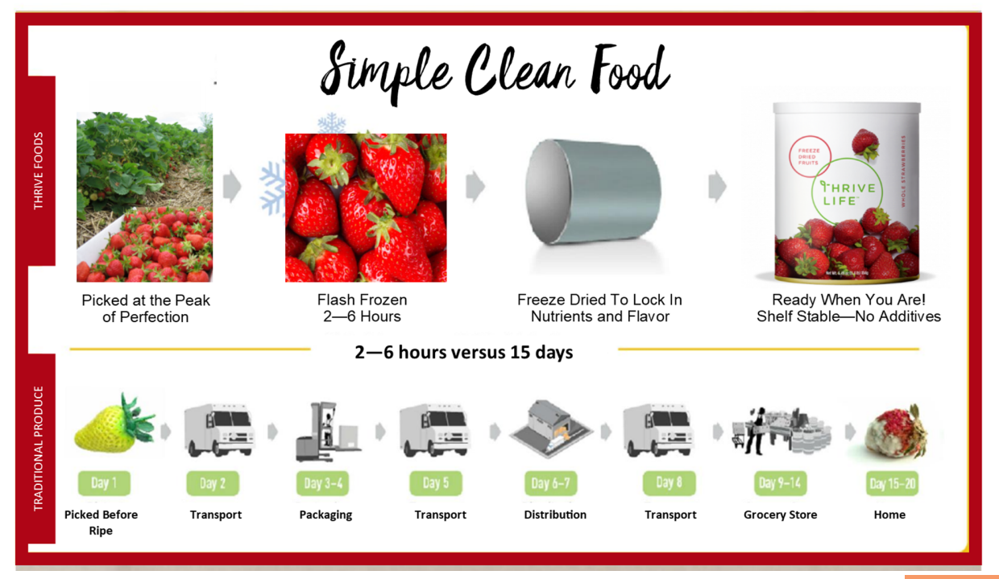 Simple Clean Food
THRIVE FOODS
FREEZE
DRIED
FRUITS
THRIVE
LIFE
WHOLE STRAWBERRIES
Picked at the Peak
of Perfection
Flash Frozen
2—6 Hours
Freeze Dried To Lock In
Nutrients and Flavor
Ready When You Are!
Shelf Stable—No Additives
2—6 hours versus 15 days
TRADITIONAL PRODUCE
Day 1
Day 2
Day 3–4
Day 5
Day 6–7
Day 8
Day 9–14
Day 15–20
Picked Before
Ripe
Transport
Packaging
Transport
Distribution
Transport
Grocery Store
Home